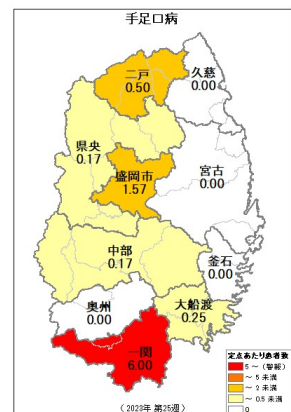 手足口病
二戸
0.50
久慈
0.00
県央
0.17
盛岡市
1.57
宮古
0.00
中部
0.17
釜石
0.00
奥州
0.00
大船渡
0.25
一関
6.00
定点あたり患者数
5～（警報）
～ 5 未満
～ 2 未満
～ 0.5 未満
0
（ 2023年 第25週 ）